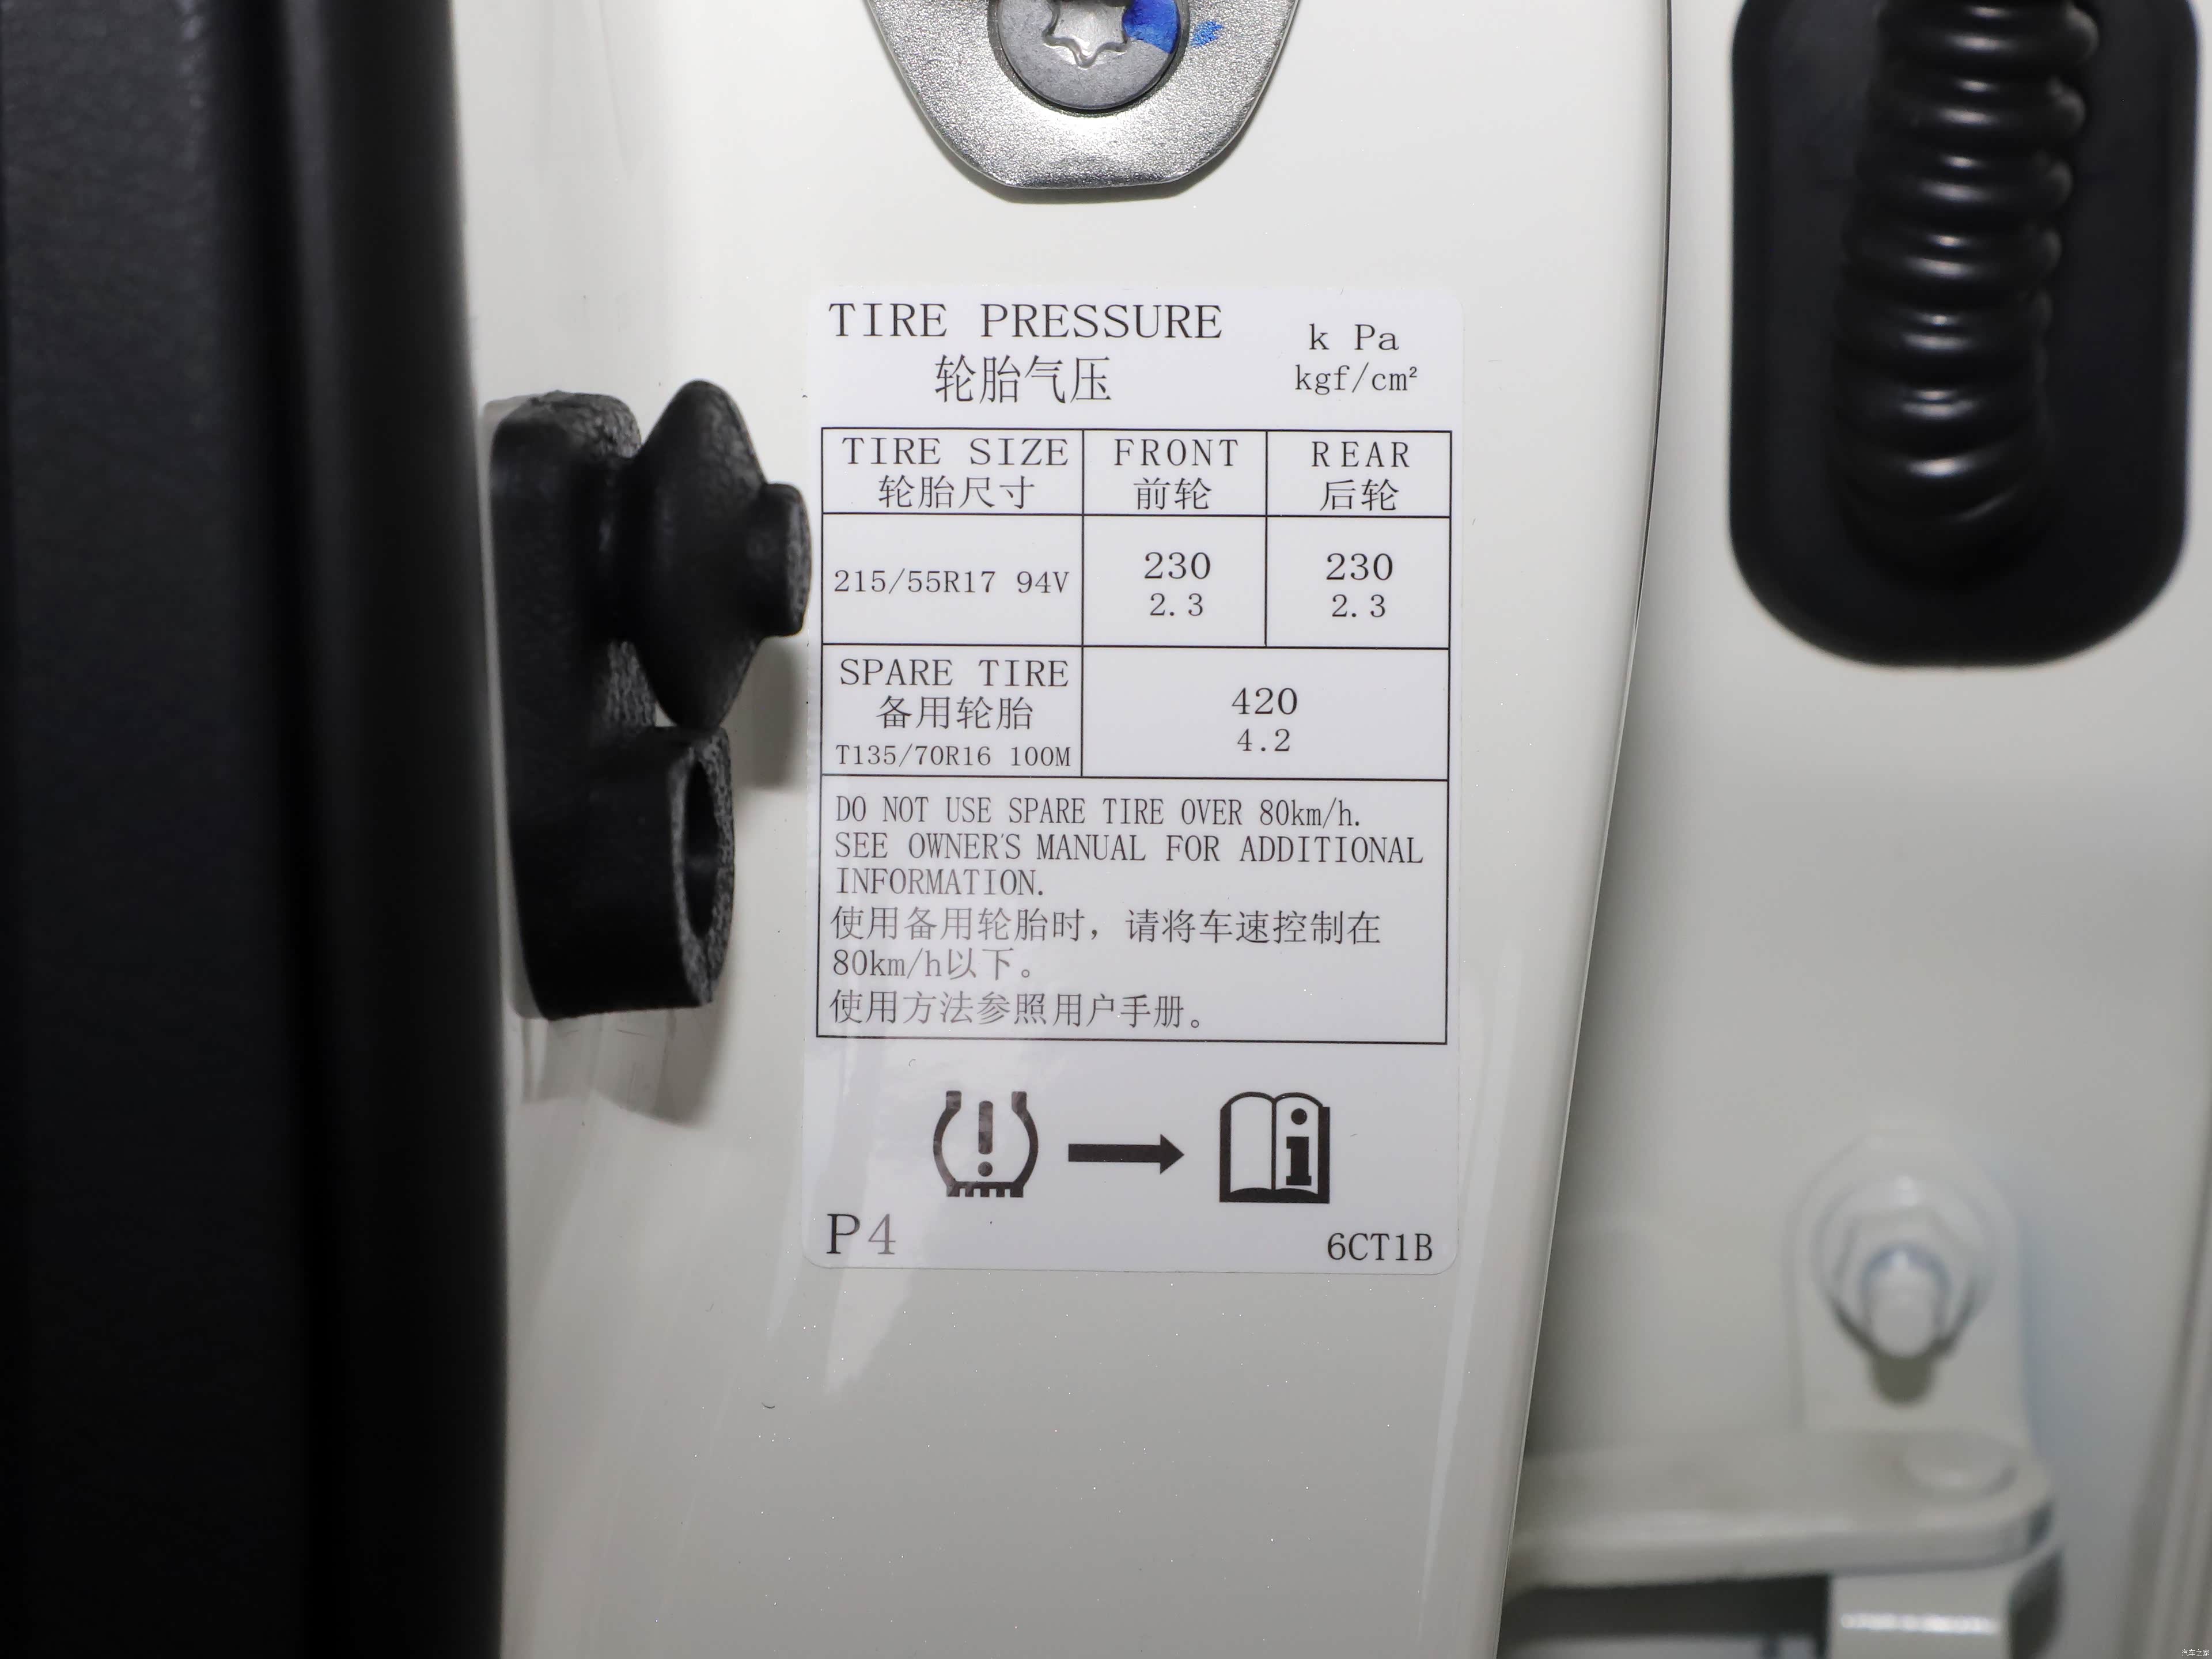 TIRE PRESSURE
轮胎气压
k Pa
kgf/cm²
TIRE SIZE
轮胎尺寸
FRONT
前轮
REAR
后轮
215/55R17 94V
230
2.3
230
2.3
SPARE TIRE
备用轮胎
T135/70R16 100M
420
4.2
DO NOT USE SPARE TIRE OVER 80km/h.
SEE OWNER'S MANUAL FOR ADDITIONAL
INFORMATION.
使用备用轮胎时，请将车速控制在
80km/h以下。
使用方法参照用户手册。
P4
6CT1B
汽车之家